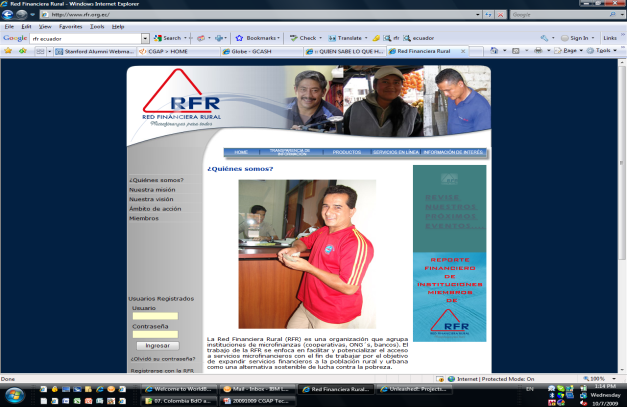 Red Financiera Rural - Windows Internet Explorer
http://www.rfr.org.ec/
Google
File Edit View Favorites Tools Help
Google rfr ecuador Search Bookmarks Check Translate rfr ecuador Sign In Links
Stanford Alumni Webma... CGAP > HOME Globe - GCASH QUIEN SABE LO QUE H... Red Financiera Rural Page Tools
RFR
RED FINANCIERA RURAL
Microfinanzas para todos
HOME TRANSPARENCIA DE INFORMACIÓN PRODUCTOS SERVICIOS EN LÍNEA INFORMACIÓN DE INTERÉS
¿Quiénes somos?
Nuestra misión
Nuestra visión
Ámbito de acción
Miembros
¿Quiénes somos?
REVISE
NUESTROS
PRÓXIMOS
EVENTOS...
REPORTE
FINANCIERO
DE
INSTITUCIONES
MIEMBROS
DE
RFR
Usuarios Registrados
Usuario
Contraseña
Ingresar
¿Olvidó su contraseña?
Registrarse con la RFR
La Red Financiera Rural (RFR) es una organización que agrupa
instituciones de microfinanzas (cooperativas, ONG´s, bancos). El
trabajo de la RFR se enfoca en facilitar y potencializar el acceso
a servicios microfinancieros con el fin de trabajar por el objetivo
de expandir servicios financieros a la población rural y urbana
como una alternativa sostenible de lucha contra la pobreza.
Done
Internet | Protected Mode: On
100%
Welcome to WorldB... Mail - Inbox - IBM L... Red Financiera Rural... Unleashed!: Projects...
07. Colombia BdO a... 20091009 CGAP Tec...
EN
1:14 PM
Wednesday
10/7/2009